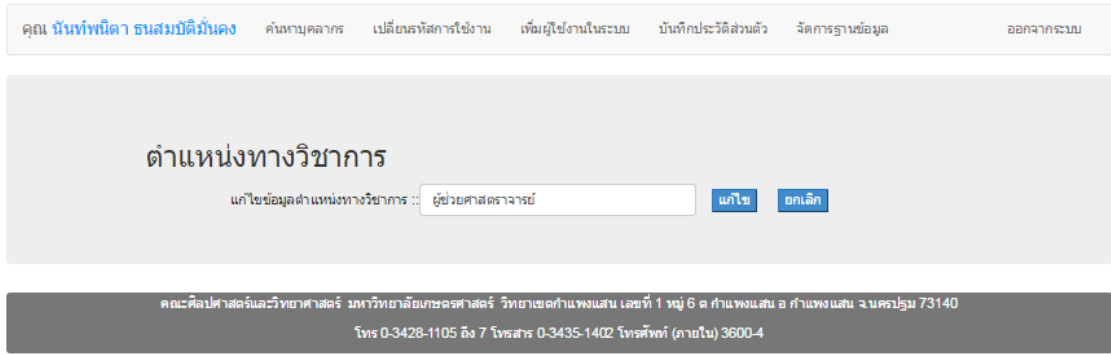 คุณ นันท์พนิตา ธนสมบัติมั่นคง ค้นหาบุคลากร เปลี่ยนรหัสการใช้งาน เพิ่มผู้ใช้งานในระบบ บันทึกประวัติส่วนตัว จัดการฐานข้อมูล ออกจากระบบ
ตำแหน่งทางวิชาการ
แก้ไขข้อมูลตำแหน่งทางวิชาการ :: ผู้ช่วยศาสตราจารย์ แก้ไข ยกเลิก
คณะศิลปศาสตร์และวิทยาศาสตร์ มหาวิทยาลัยเกษตรศาสตร์ วิทยาเขตกำแพงแสน เลขที่ 1 หมู่ 6 ต กำแพงแสน อ กำแพงแสน จ.นครปฐม 73140
โทร 0-3428-1105 ถึง 7 โทรสาร 0-3435-1402 โทรศัพท์ (ภายใน) 3600-4